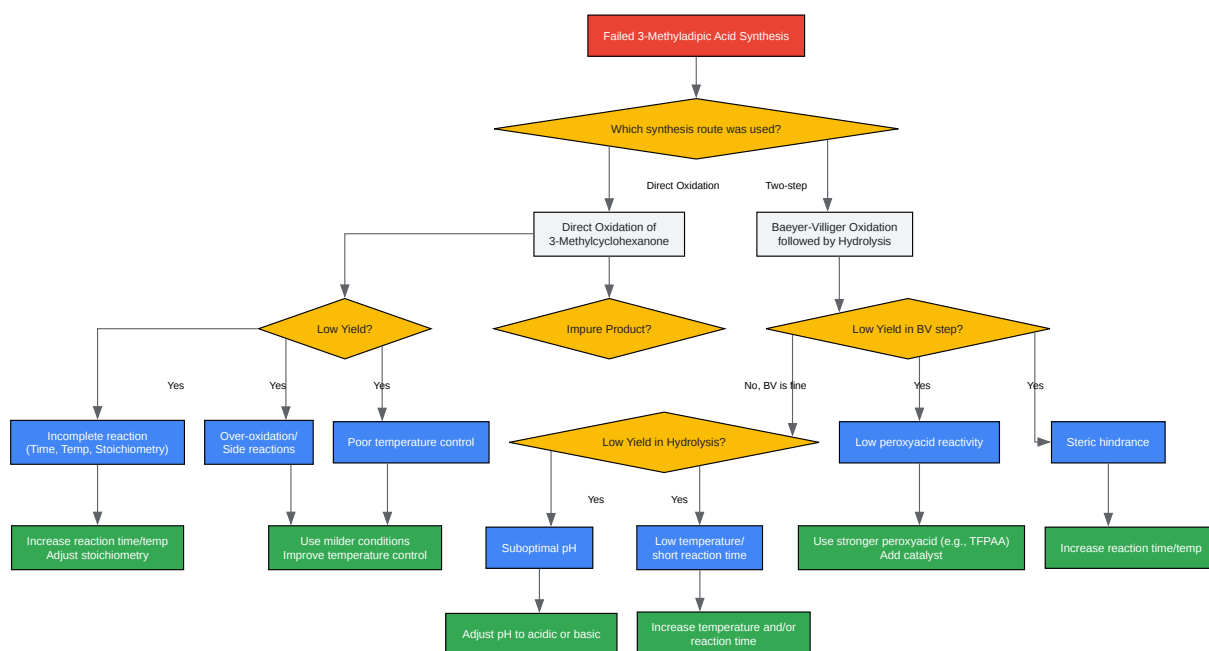 Failed 3-Methyladipic Acid Synthesis
Which synthesis route was used?
Direct Oxidation
Two-step
Direct Oxidation of
3-Methylcyclohexanone
Baeyer-Villiger Oxidation
followed by Hydrolysis
Low Yield?
Impure Product?
Low Yield in BV step?
Yes
Yes
Yes
No, BV is fine
Yes
Yes
Incomplete reaction
(Time, Temp, Stoichiometry)
Over-oxidation/
Side reactions
Poor temperature control
Low Yield in Hydrolysis?
Low peroxyacid reactivity
Steric hindrance
Yes
Yes
Increase reaction time/temp
Adjust stoichiometry
Use milder conditions
Improve temperature control
Suboptimal pH
Low temperature/
short reaction time
Use stronger peroxyacid (e.g., TFPAA)
Add catalyst
Increase reaction time/temp
Adjust pH to acidic or basic
Increase temperature and/or
reaction time